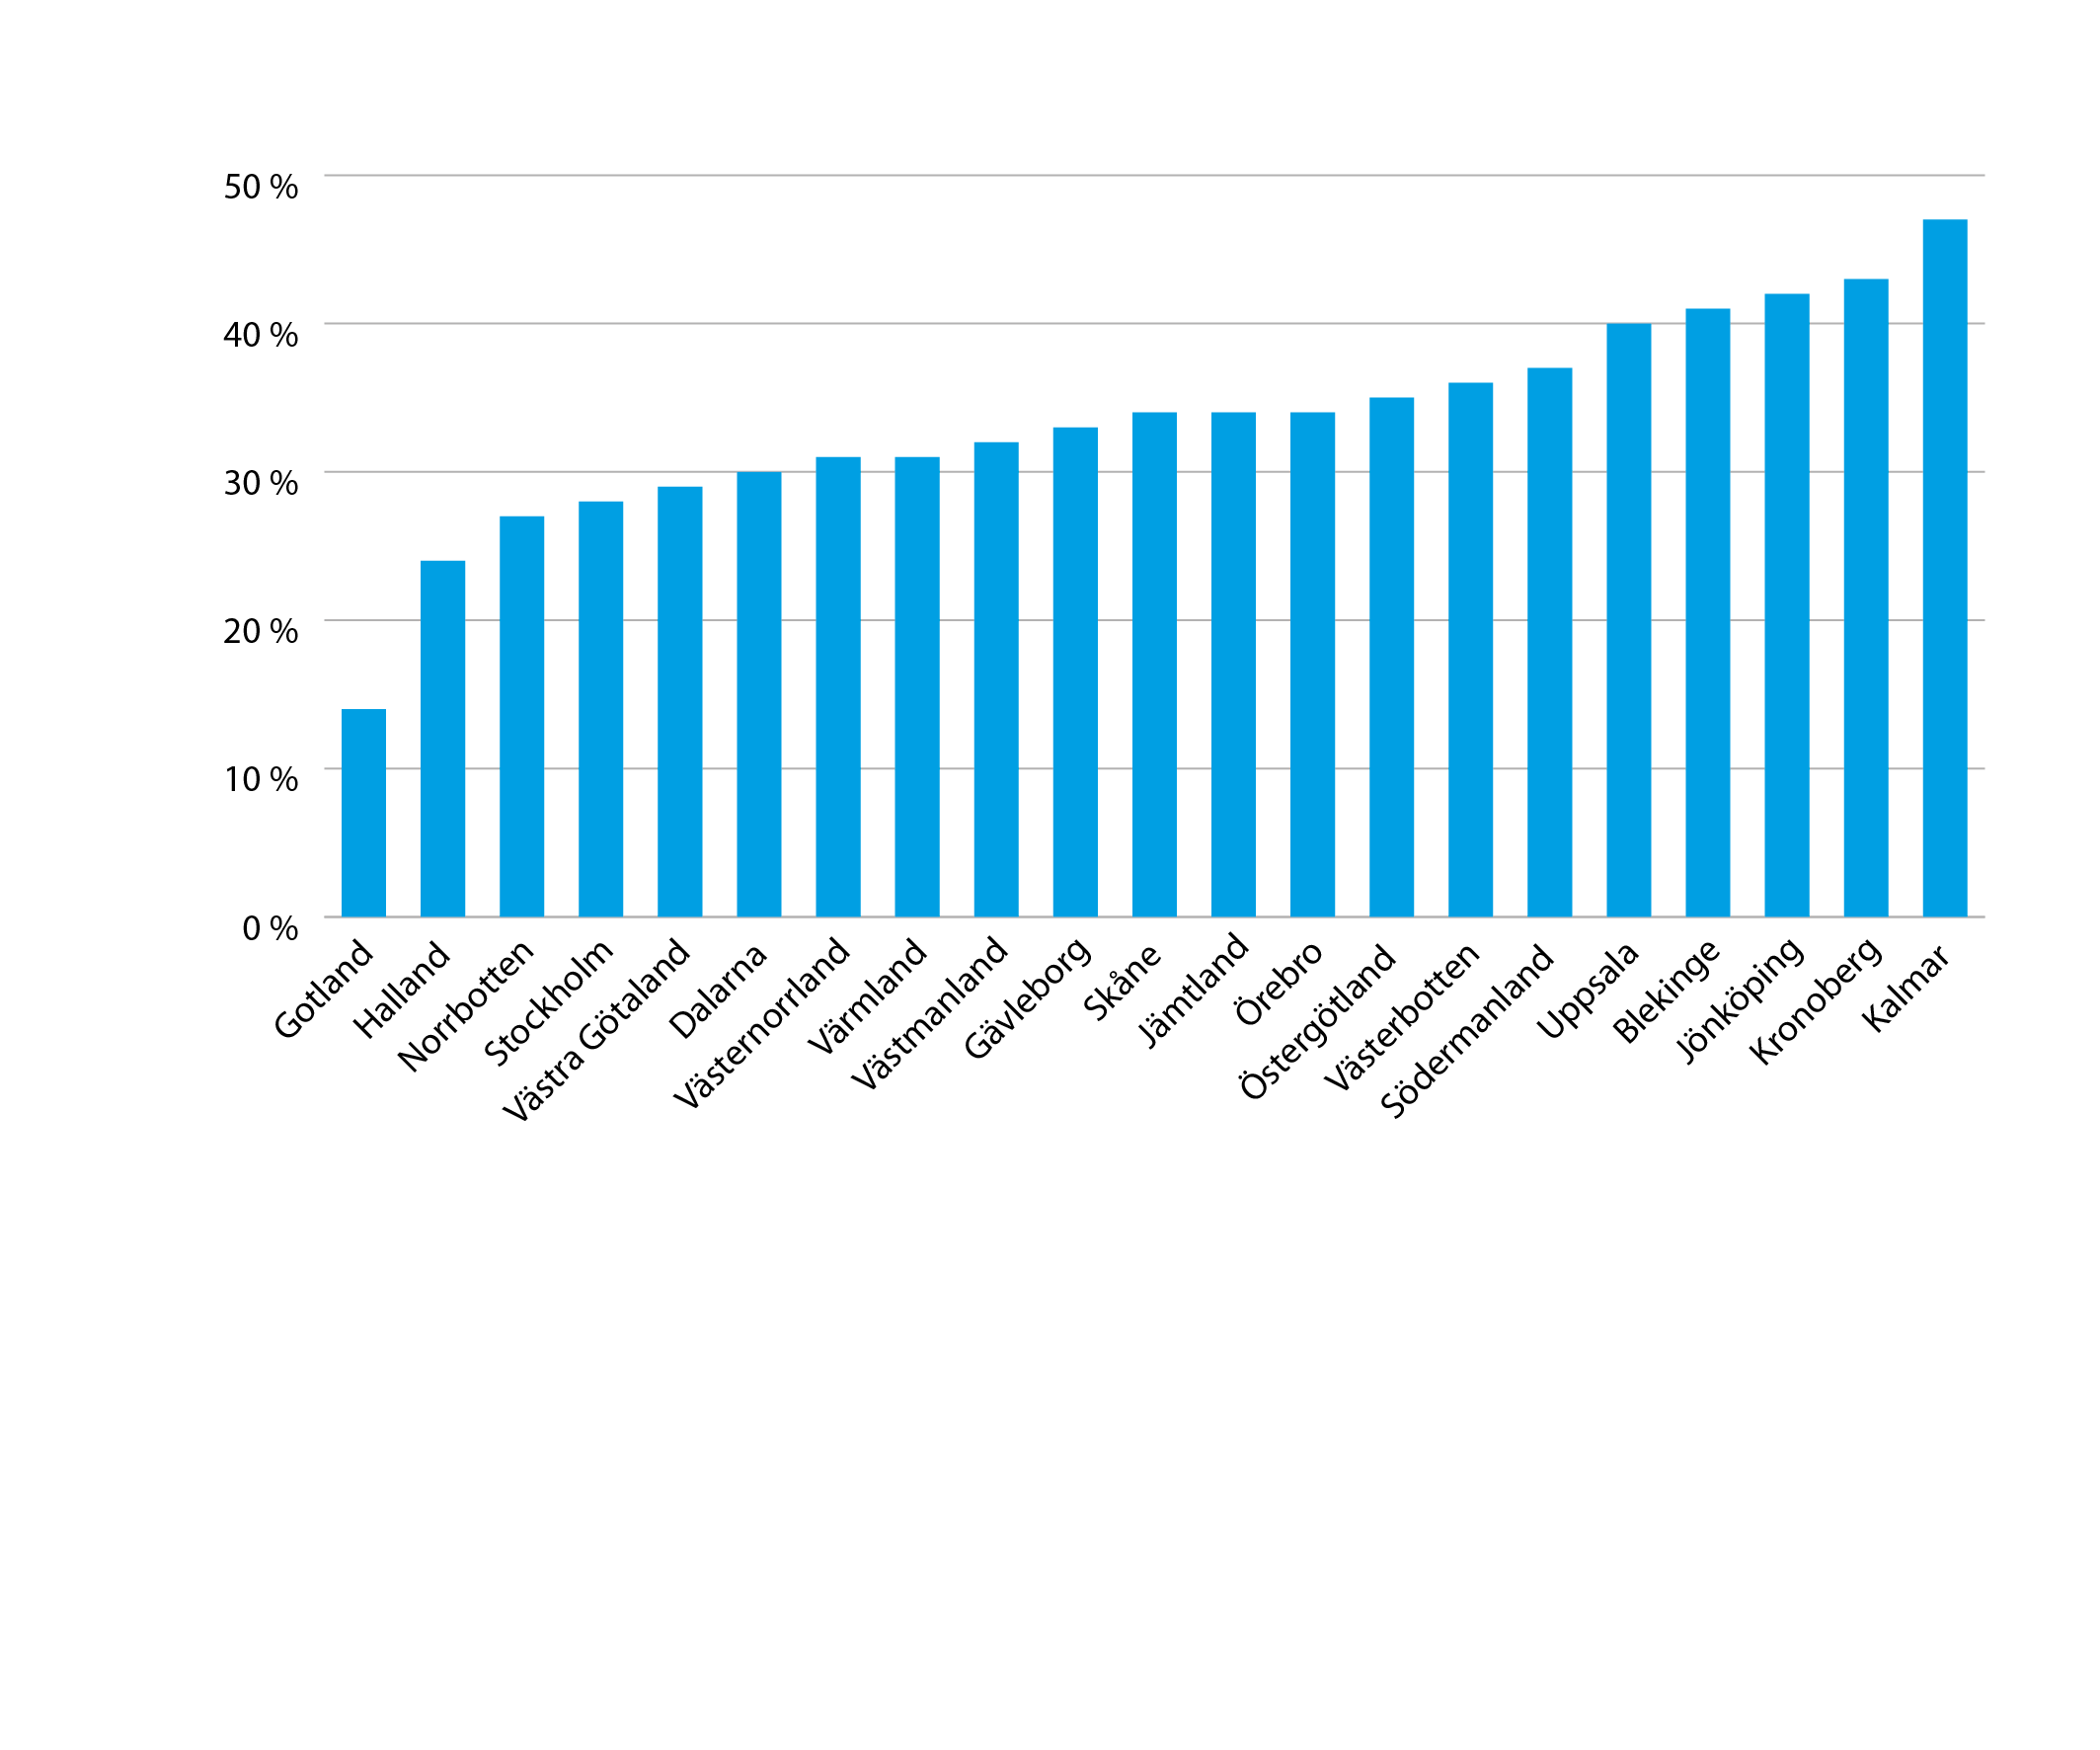 50 %
40 %
30 %
20 %
10 %
0 %
Gotland
Halland
Norrbotten
Stockholm
Västra Götaland
Dalarna
Västernorrland
Värmland
Västmanland
Gävleborg
Skåne
Jämtland
Örebro
Östergötland
Västerbotten
Södermanland
Uppsala
Blekinge
Jönköping
Kronoberg
Kalmar